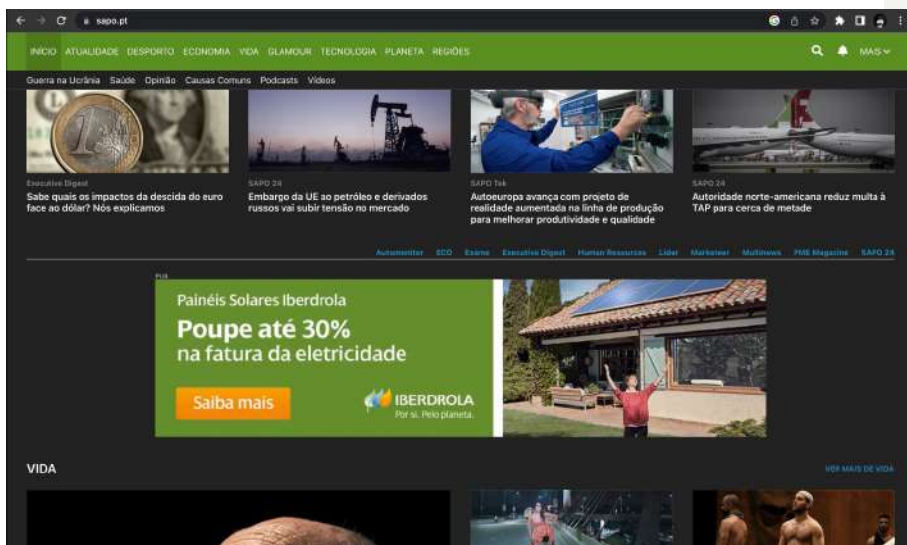 sapo.pt
INÍCIO ATUALIDADE DESPORTO ECONOMIA VIDA GLAMOUR TECNOLOGIA PLANETA REGIÕES MAIS
Guerra na Ucrânia Saúde Opinião Causas Comuns Podcasts Vídeos
Executive Digest
Sabe quais os impactos da descida do euro
face ao dólar? Nós explicamos
SAPO 24
Embargo da UE ao petróleo e derivados
russos vai subir tensão no mercado
SAPO Tek
Autoeuropa avança com projeto de
realidade aumentada na linha de produção
para melhorar produtividade e qualidade
SAPO 24
Autoridade norte-americana reduz multa à
TAP para cerca de metade
Automonitor ECO Exame Executive Digest Human Resources Líder Marketeer Multinews PME Magazine SAPO 24
PUB
Painéis Solares Iberdrola
Poupe até 30%
na fatura da eletricidade
Saiba mais
IBERDROLA
Por si. Pelo planeta.
VIDA
VER MAIS DE VIDA